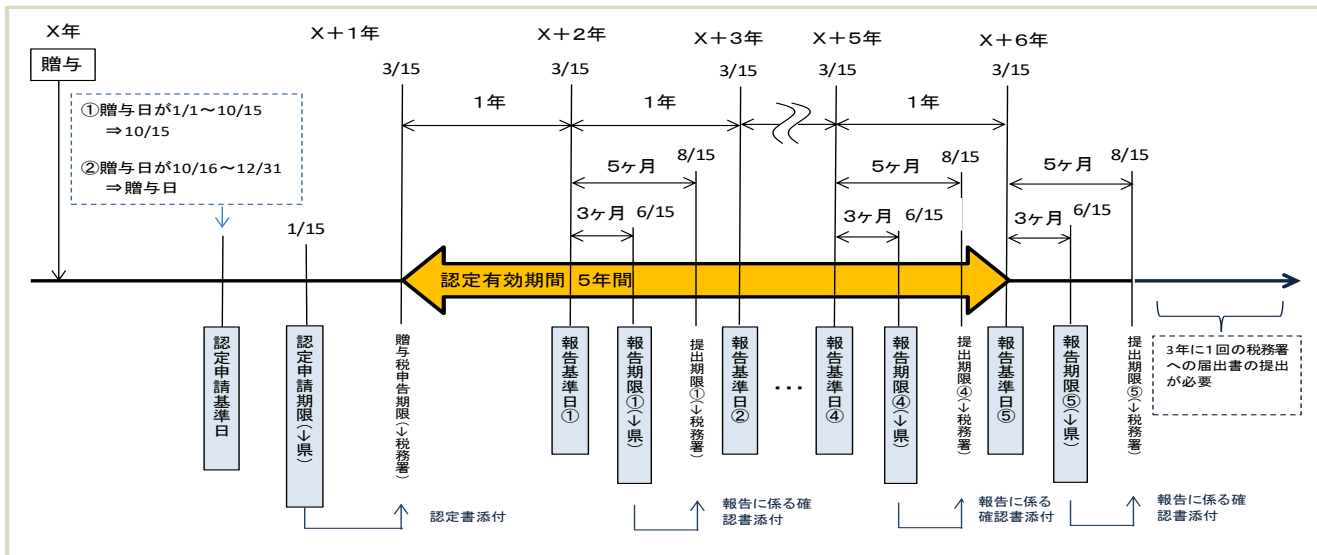 X年
X+1年
X+2年
X+3年
X+5年
X+6年
贈与
3/15
3/15
3/15
3/15
3/15
①贈与日が1/1~10/15
⇒10/15
②贈与日が10/16~12/31
⇒贈与日
1年
1年
1年
5ヶ月
8/15
5ヶ月
8/15
5ヶ月
8/15
1/15
3ヶ月
6/15
3ヶ月
6/15
3ヶ月
6/15
認定有効期間 5年間
認定申請基準日
認定申請期限(→県)
贈与税申告期限(→税務署)
報告基準日①
報告期限①(→県)
提出期限①(→税務署)
報告基準日②
・・・
報告基準日④
報告期限④(→県)
提出期限④(→税務署)
報告基準日⑤
報告期限⑤(→県)
提出期限⑤(→税務署)
3年に1回の税務署
への届出書の提出
が必要
認定書添付
報告に係る確
認書添付
報告に係る
確認書添付
報告に係る確
認書添付